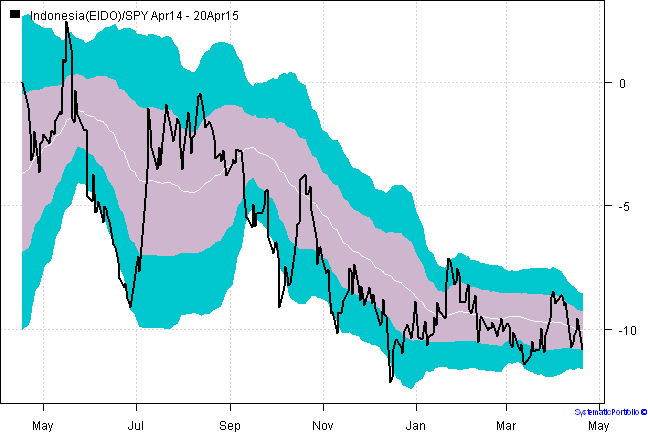 Indonesia(EIDO)/SPY Apr14 - 20Apr15
0
-5
-10
May Jul Sep Nov Jan Mar May
SystematicPortfolio ©